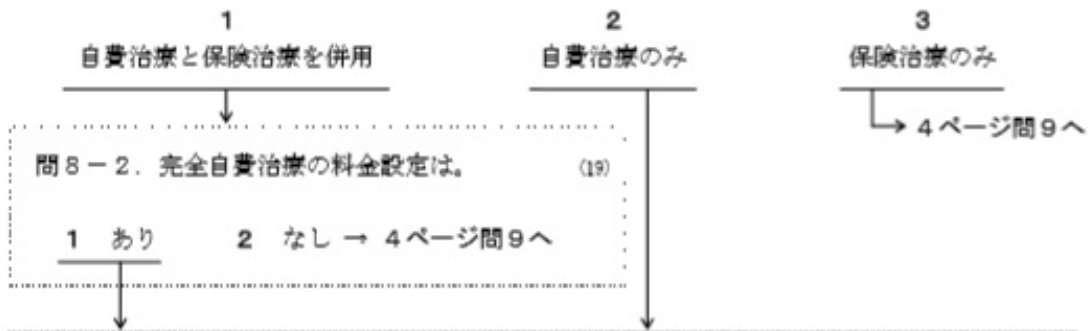 1 2 3
自費治療と保険治療を併用 自費治療のみ 保険治療のみ
→ 4ページ問9へ
問8-2. 完全自費治療の料金設定は。 (19)
1 あり 2 なし → 4ページ問9へ